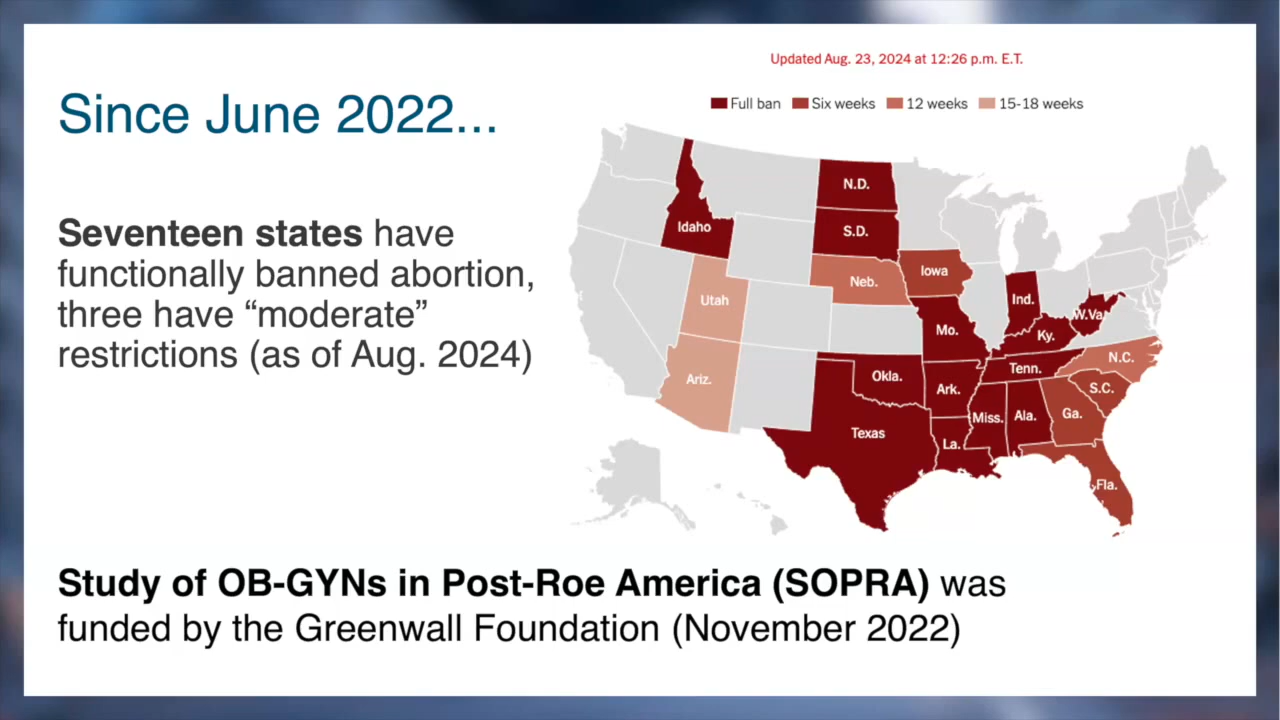 Updated Aug. 23, 2024 at 12:26 p.m. E.T.
Since June 2022...
Full ban Six weeks 12 weeks 15-18 weeks
Seventeen states have
functionally banned abortion,
three have “moderate”
restrictions (as of Aug. 2024)
N.D.
Idaho
S.D.
Iowa
Neb.
Utah
Ind.
W.Va.
Mo.
Ky.
N.C.
Tenn.
Ariz.
Okla.
Ark.
S.C.
Miss.
Ala.
Ga.
Texas
La.
Fla.
Study of OB-GYNs in Post-Roe America (SOPRA) was
funded by the Greenwall Foundation (November 2022)